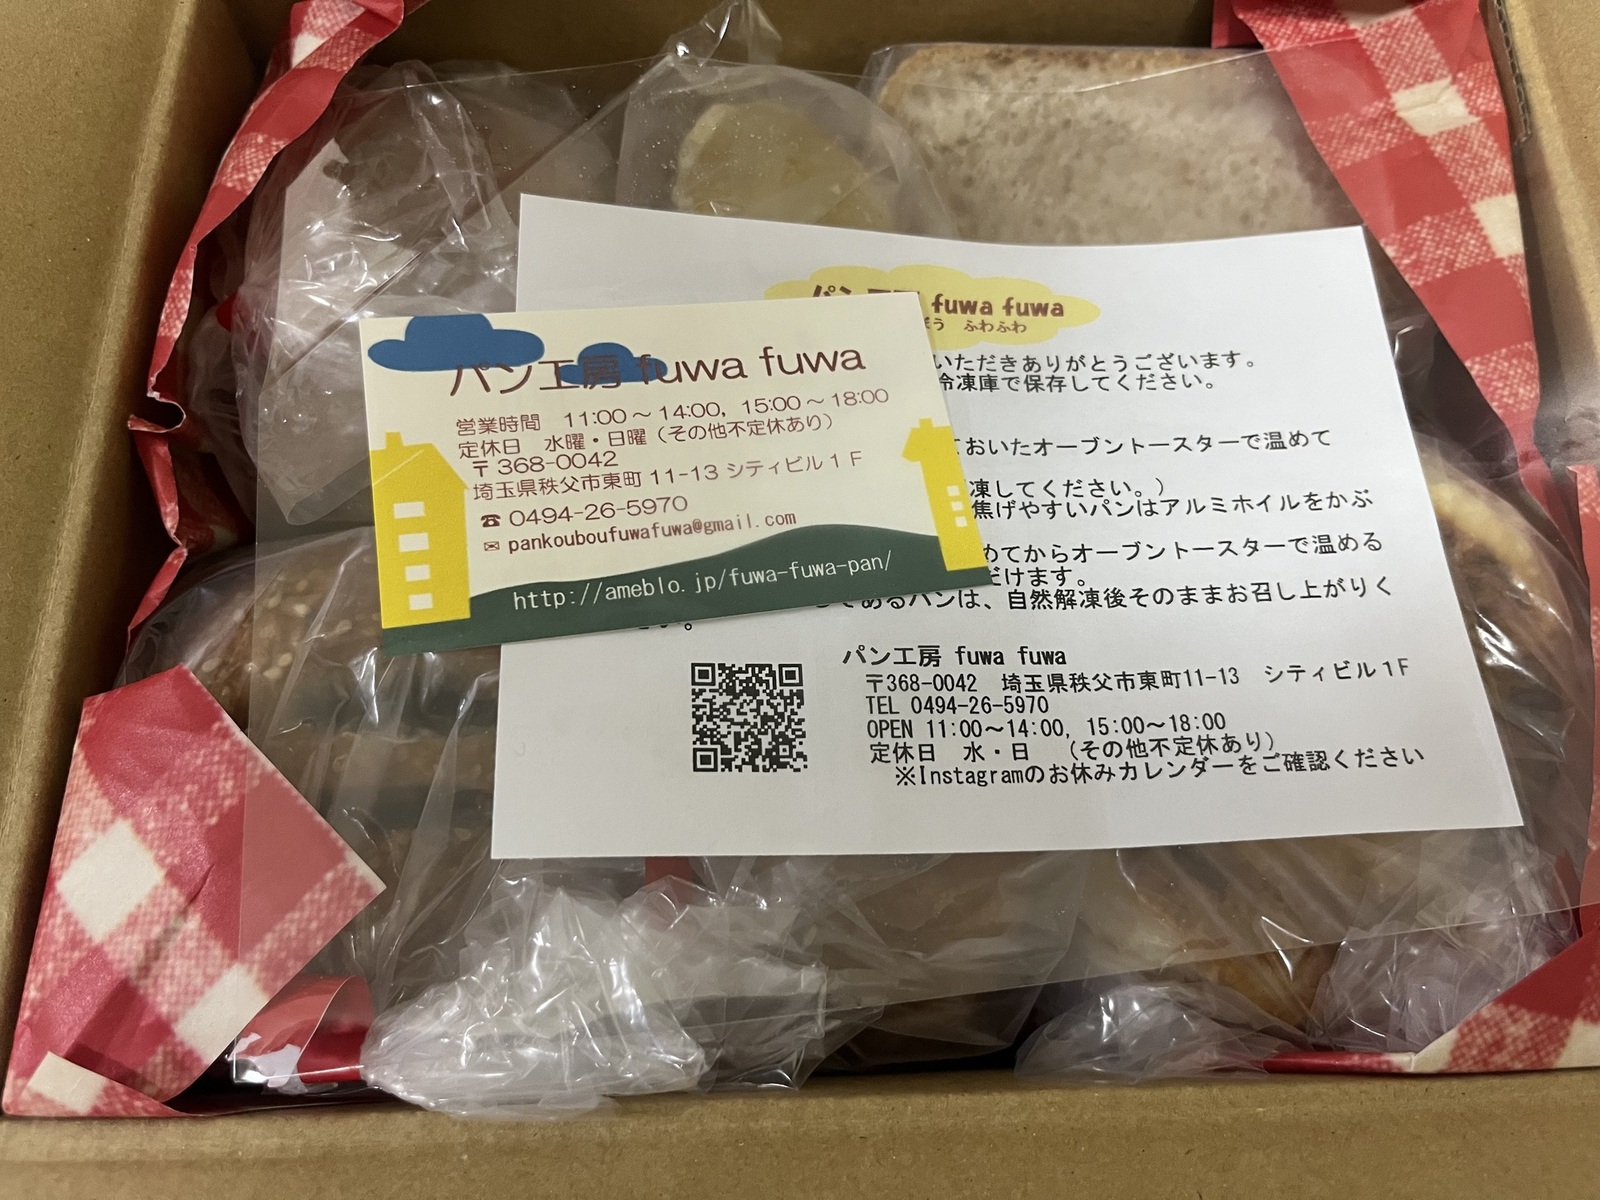 パン工房 fuwa fuwa
営業時間 11:00～14:00, 15:00～18:00
定休日 水曜・日曜（その他不定休あり）
〒368-0042
埼玉県秩父市東町 11-13 シティビル１Ｆ
☎ 0494-26-5970
✉ pankouboufuwafuwa@gmail.com
http://ameblo.jp/fuwa-fuwa-pan/
fuwa fuwa
う ふわふわ
いただきありがとうございます。
冷凍庫で保存してください。
ておいたオーブントースターで温めて
凍してください。）
焦げやすいパンはアルミホイルをかぶ
めてからオーブントースターで温める
だけます。
てあるパンは、自然解凍後そのままお召し上がりく
さい。
パン工房 fuwa fuwa
〒368-0042 埼玉県秩父市東町11-13 シティビル１F
TEL 0494-26-5970
OPEN 11:00～14:00, 15:00～18:00
定休日 水・日 （その他不定休あり）
※Instagramのお休みカレンダーをご確認ください